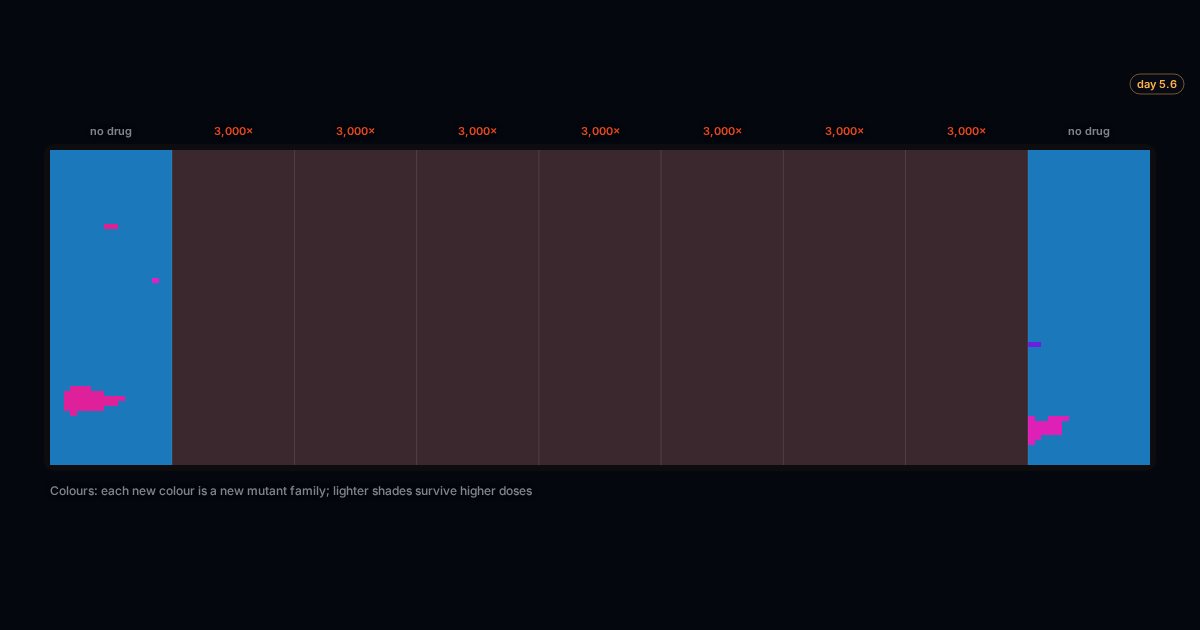 day 5.6
no drug 3,000× 3,000× 3,000× 3,000× 3,000× 3,000× 3,000× no drug
Colours: each new colour is a new mutant family; lighter shades survive higher doses